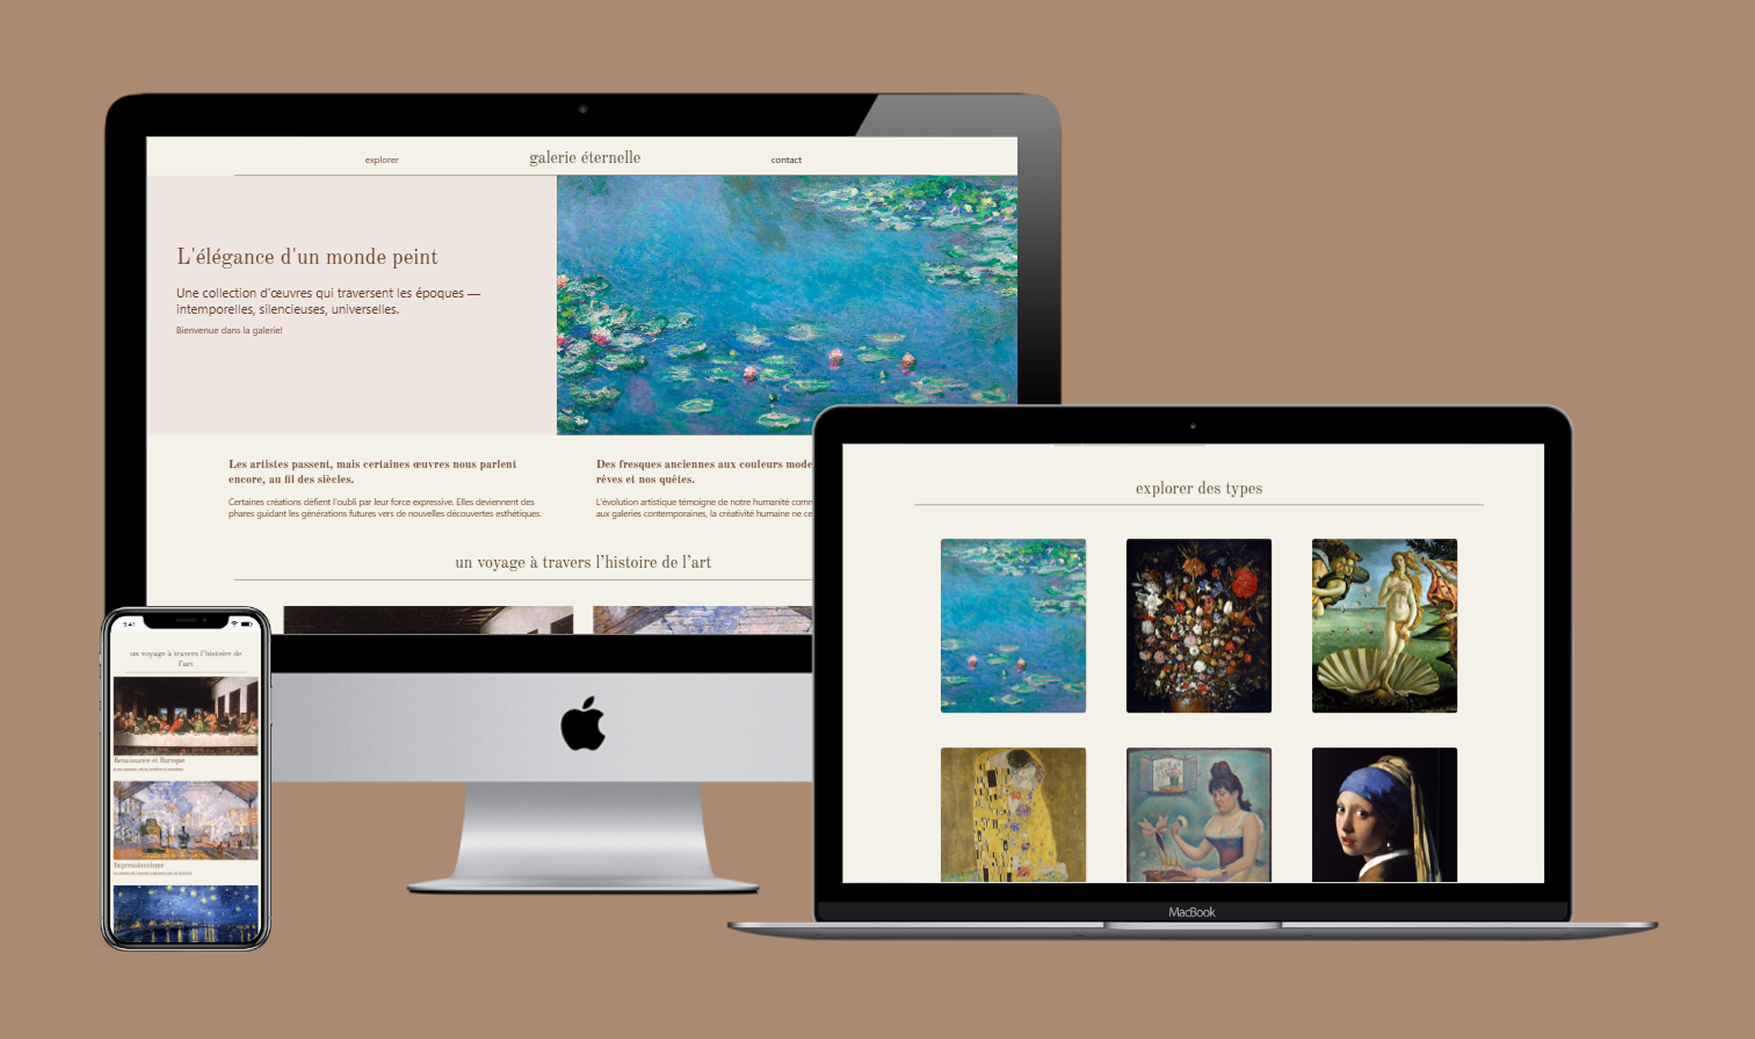 explorer
galerie éternelle
contact
L'élégance d'un monde peint
Une collection d'œuvres qui traversent les époques —
intemporelles, silencieuses, universelles.
Bienvenue dans la galerie!
Les artistes passent, mais certaines œuvres nous parlent
encore, au fil des siècles.
Certaines créations défient l'oubli par leur force expressive. Elles deviennent des
phares guidant les générations futures vers de nouvelles découvertes esthétiques.
Des fresques anciennes aux couleurs mode
rêves et nos quêtes.
L'évolution artistique témoigne de notre humanité comm
aux galeries contemporaines, la créativité humaine ne ce
un voyage à travers l'histoire de l'art
explorer des types
MacBook
9:41
un voyage à travers l'histoire de
l'art
Renaissance et Baroque
Impressionnisme